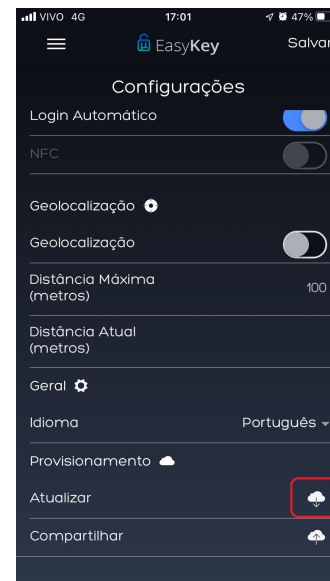 VIVO 4G 17:01 47%
EasyKey Salvar
Configurações
Login Automático
NFC
Geolocalização
Geolocalização
Distância Máxima
(metros) 100
Distância Atual
(metros)
Geral
Idioma Português
Provisionamento
Atualizar
Compartilhar